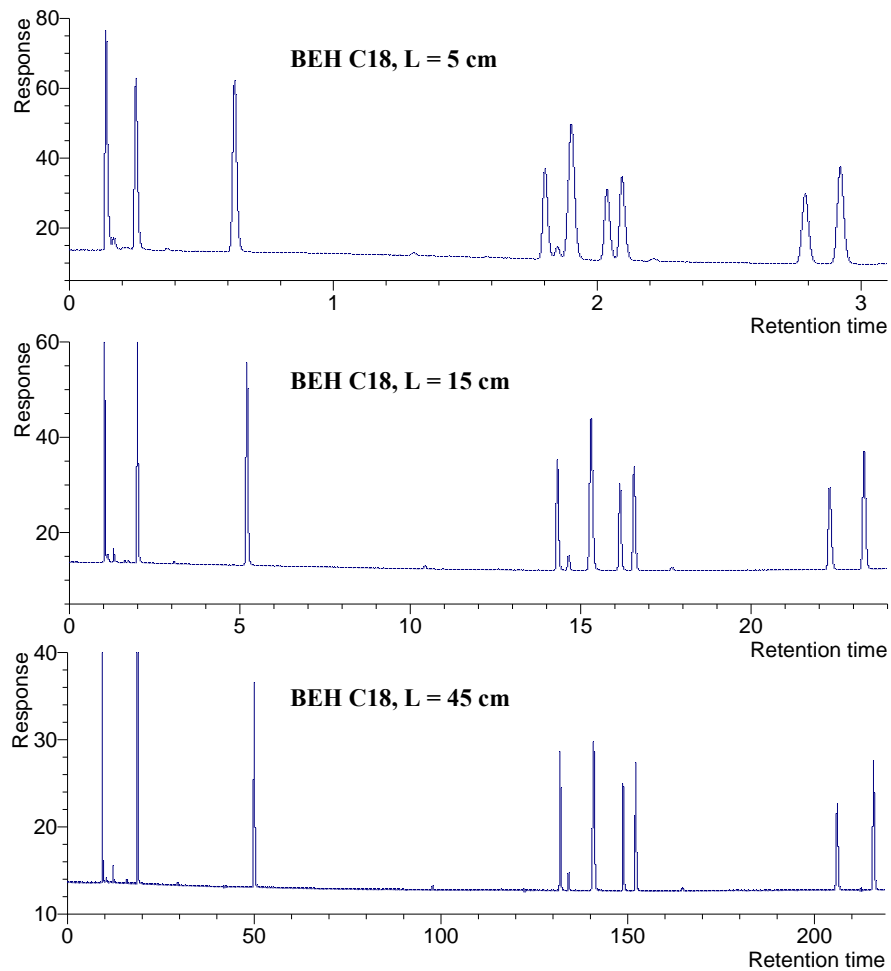 80
BEH C18, L = 5 cm
Response
60
40
20
0 1 2 3
Retention time
60
Response
BEH C18, L = 15 cm
40
20
0 5 10 15 20
Retention time
40
Response
BEH C18, L = 45 cm
30
20
10
0 50 100 150 200
Retention time